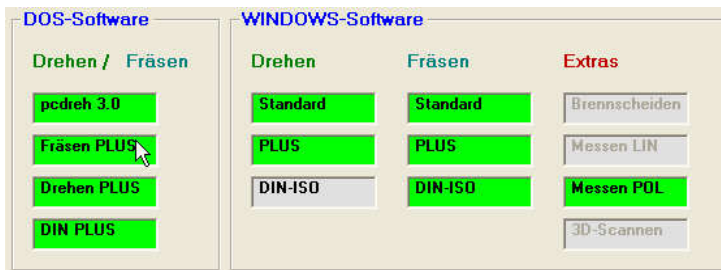 DOS-Software
Drehen / Fräsen
pcdreh 3.0
Fräsen PLUS
Drehen PLUS
DIN PLUS
WINDOWS-Software
Drehen Fräsen Extras
Standard Standard Brennscheiden
PLUS PLUS Messen LIN
DIN-ISO DIN-ISO Messen POL
3D-Scannen